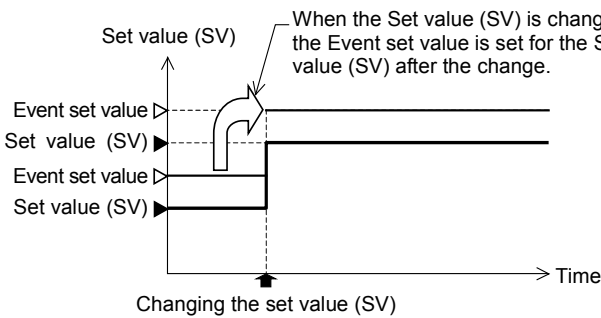 When the Set value (SV) is chang
the Event set value is set for the S
value (SV) after the change.
Set value (SV)
Event set value
Set value (SV)
Event set value
Set value (SV)
Time
Changing the set value (SV)